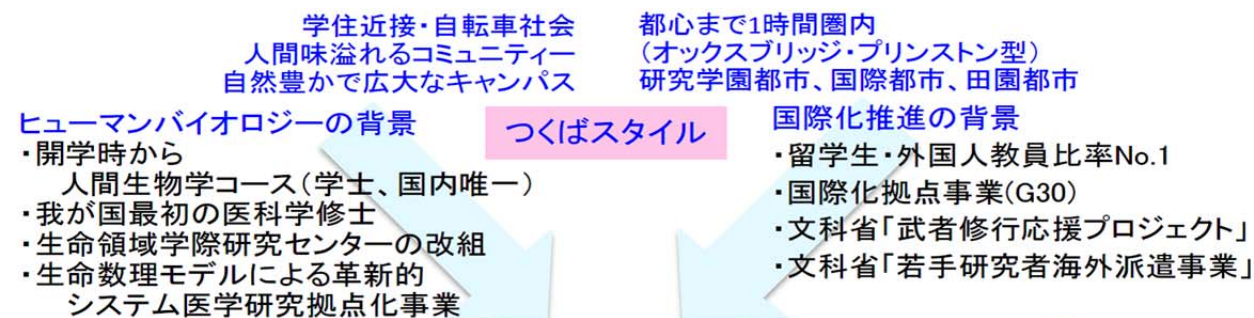 学住近接・自転車社会
人間味溢れるコミュニティー
自然豊かで広大なキャンパス
都心まで1時間圏内
（オックスブリッジ・プリンストン型）
研究学園都市、国際都市、田園都市
つくばスタイル
ヒューマンバイオロジーの背景
・開学時から
人間生物学コース（学士、国内唯一）
・我が国最初の医科学修士
・生命領域学際研究センターの改組
・生命数理モデルによる革新的
システム医学研究拠点化事業
国際化推進の背景
・留学生・外国人教員比率No.1
・国際化拠点事業(G30)
・文科省「武者修行応援プロジェクト」
・文科省「若手研究者海外派遣事業」